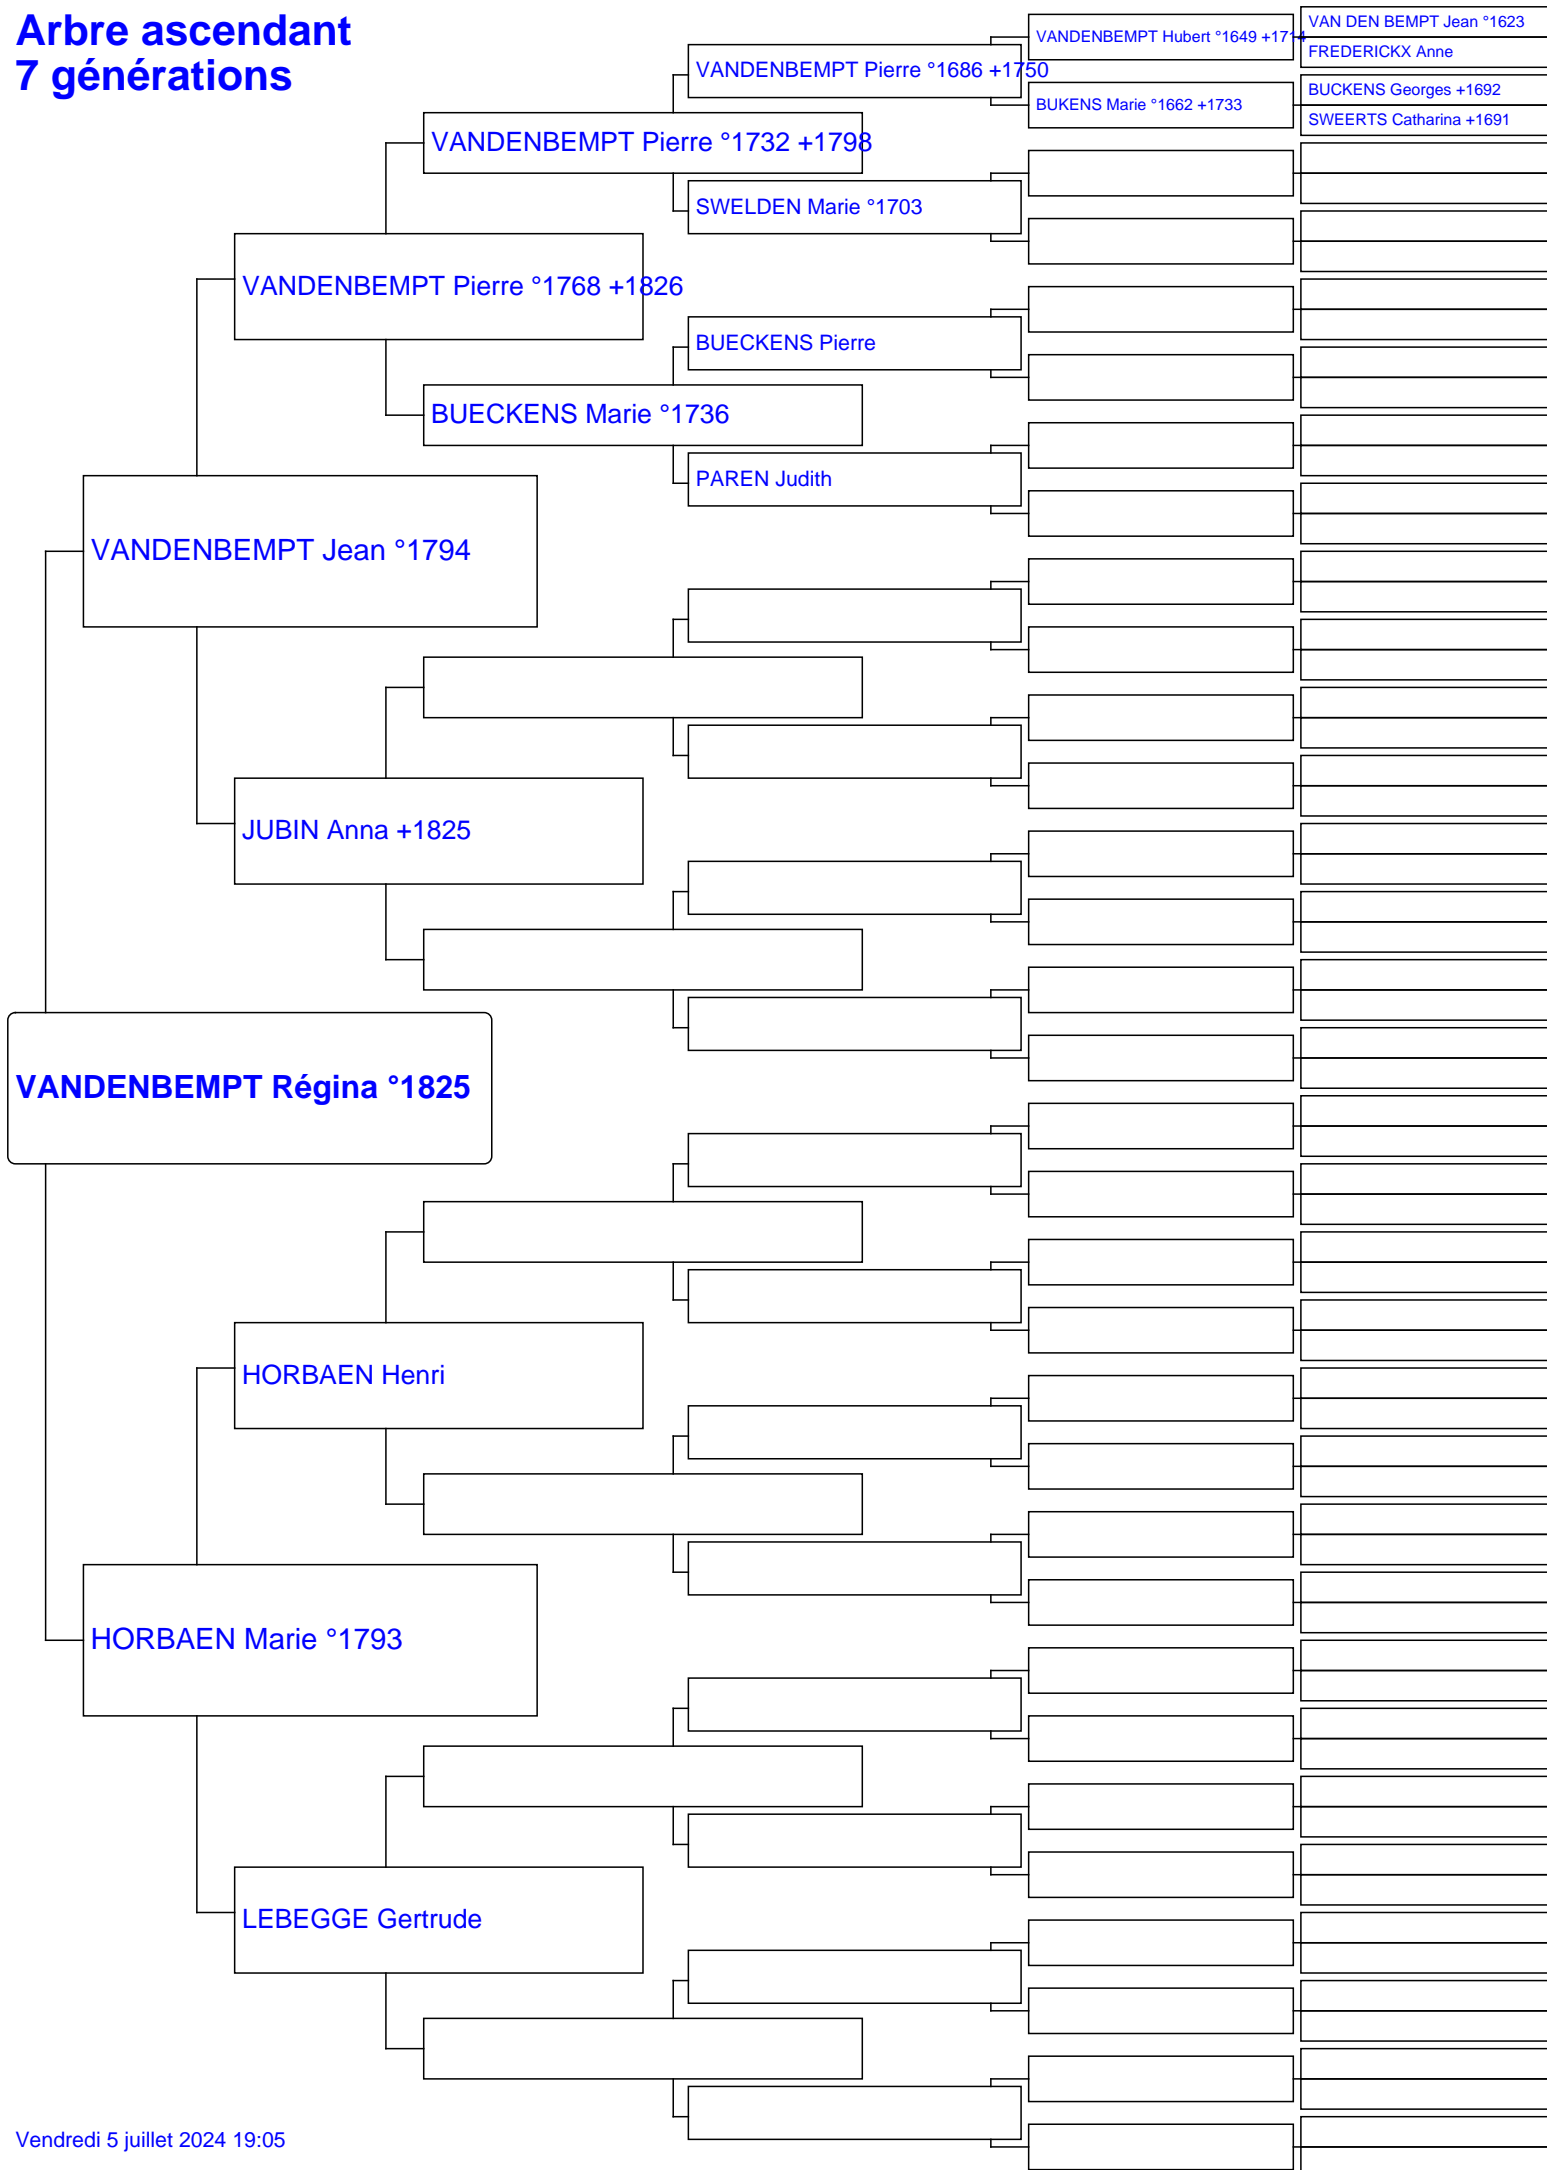 Arbre ascendant
7 générations
VAN DEN BEMPT Jean °1623
VANDENBEMPT Hubert °1649 +1714
FREDERICKX Anne
VANDENBEMPT Pierre °1686 +1750
BUCKENS Georges +1692
BUKENS Marie °1662 +1733
SWEERTS Catharina +1691
VANDENBEMPT Pierre °1732 +1798
SWELDEN Marie °1703
VANDENBEMPT Pierre °1768 +1826
BUECKENS Pierre
BUECKENS Marie °1736
PAREN Judith
VANDENBEMPT Jean °1794
JUBIN Anna +1825
VANDENBEMPT Régina °1825
HORBAEN Henri
HORBAEN Marie °1793
LEBEGGE Gertrude
Vendredi 5 juillet 2024 19:05